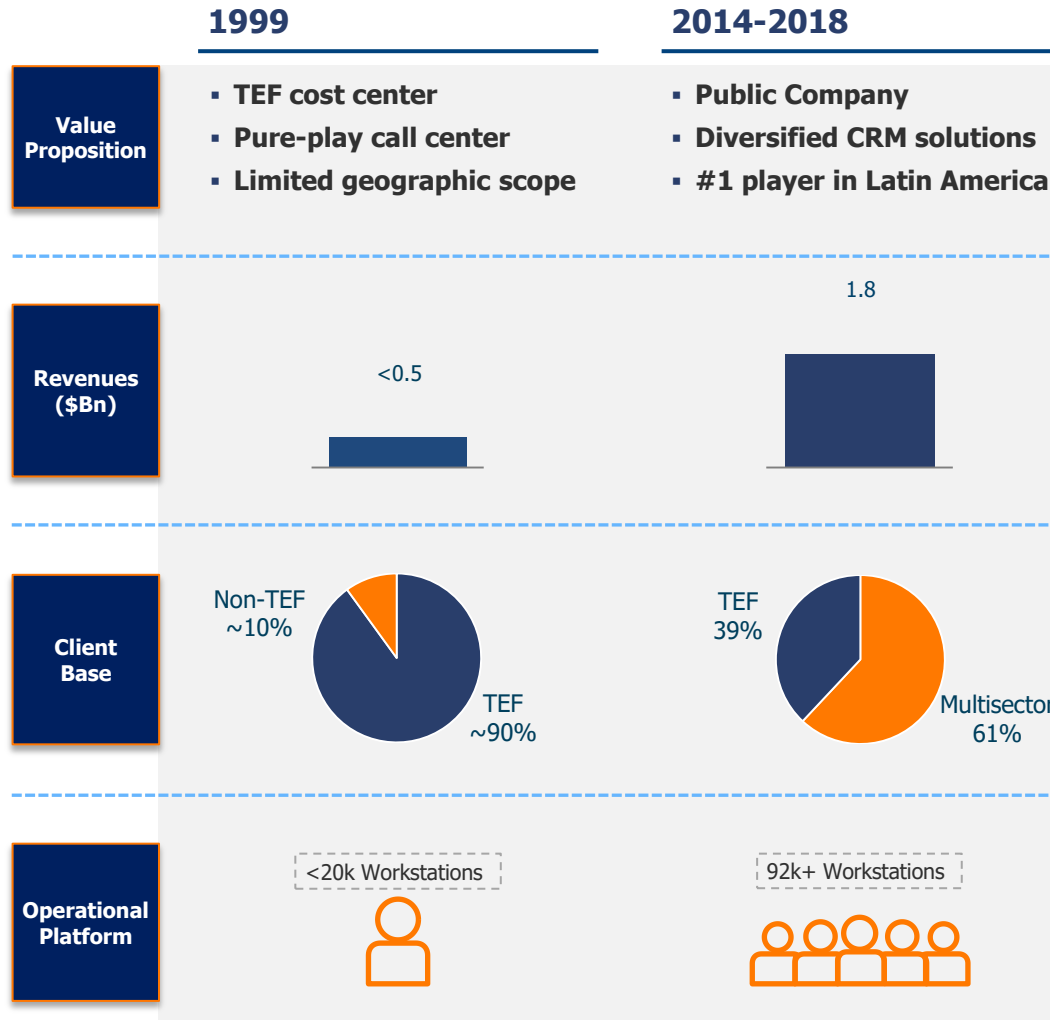 1999
2014-2018
Value
Proposition
▪ TEF cost center
▪ Pure-play call center
▪ Limited geographic scope
▪ Public Company
▪ Diversified CRM solutions
▪ #1 player in Latin America
Revenues
($Bn)
<0.5
1.8
Client
Base
Non-TEF
~10%
TEF
~90%
TEF
39%
Multisector
61%
Operational
Platform
<20k Workstations
92k+ Workstations